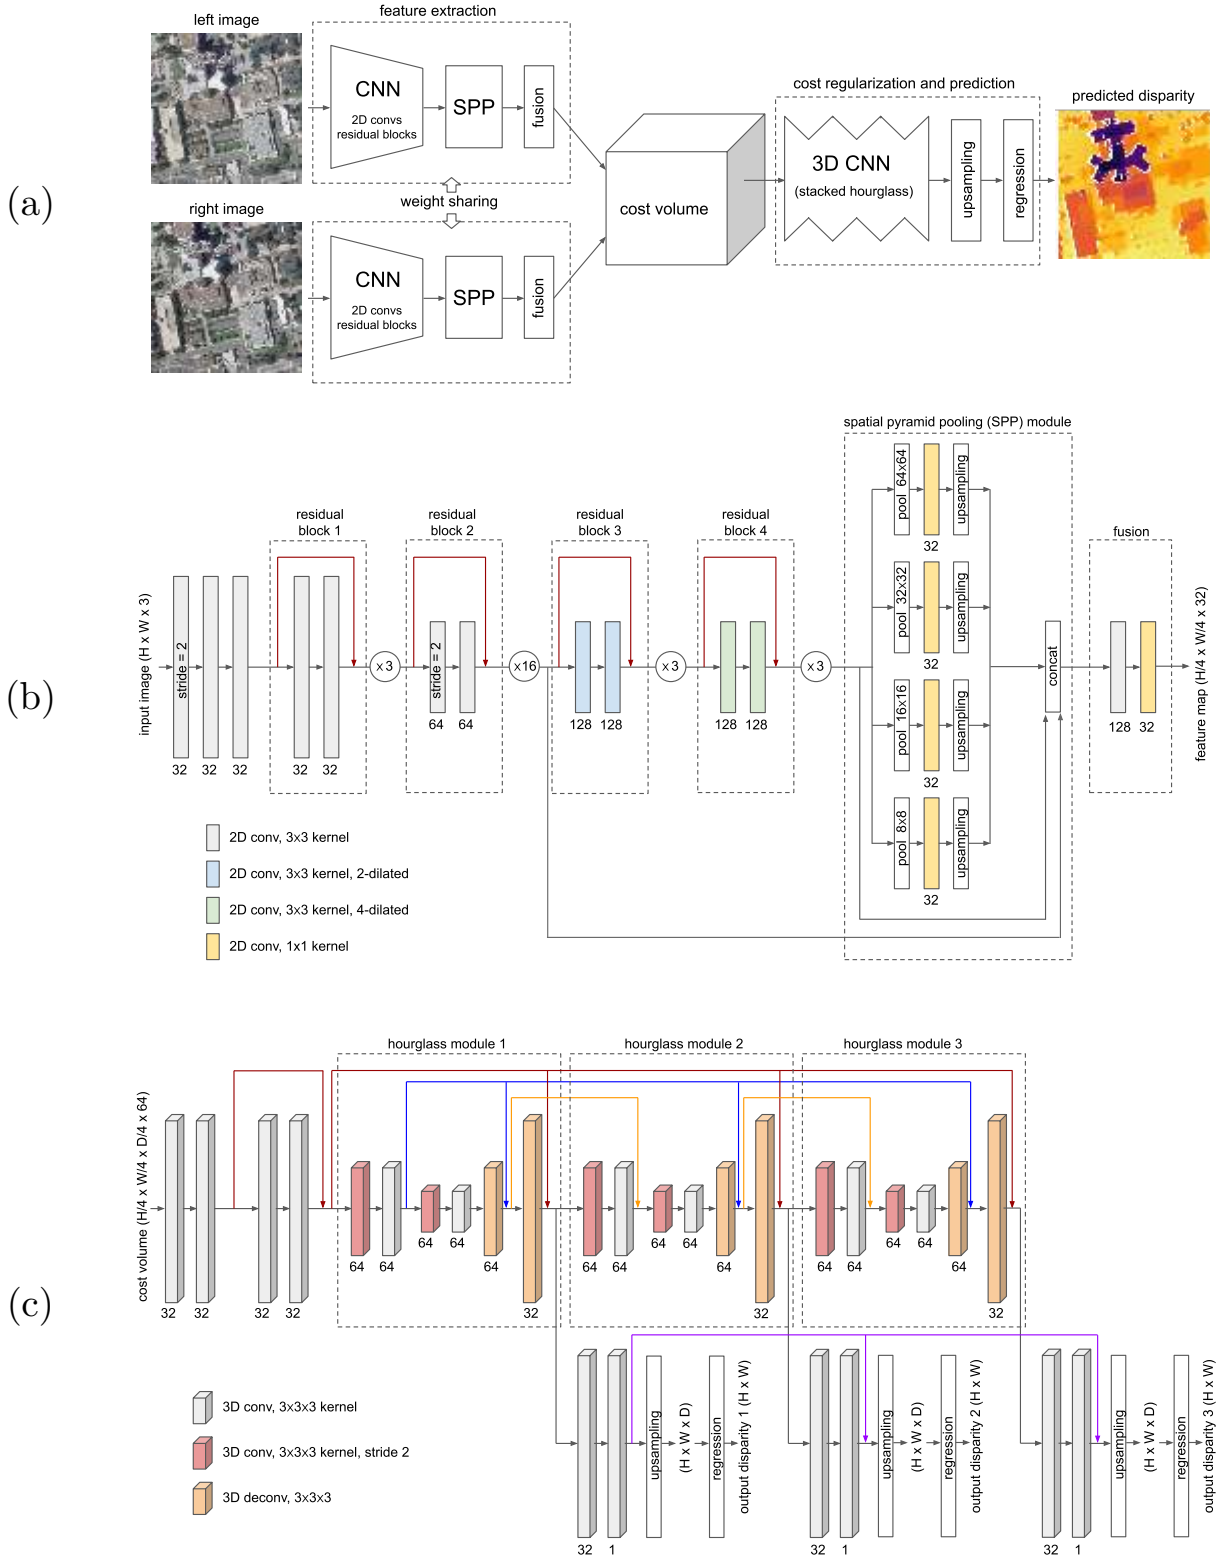 left image
feature extraction
CNN
2D convs
residual blocks
SPP
fusion
cost regularization and prediction
predicted disparity
(a)
right image
weight sharing
cost volume
3D CNN
(stacked hourglass)
upsampling
regression
CNN
2D convs
residual blocks
SPP
fusion
(b)
spatial pyramid pooling (SPP) module
residual
block 1
residual
block 2
residual
block 3
residual
block 4
fusion
input image (H x W x 3)
stride = 2
32
32
32
32
32
x3
stride = 2
64
64
x16
128
128
x3
128
128
x3
pool 64x64
32
upsampling
pool 32x32
32
upsampling
pool 16x16
32
upsampling
pool 8x8
32
upsampling
concat
128
32
feature map (H/4 x W/4 x 32)
2D conv, 3x3 kernel
2D conv, 3x3 kernel, 2-dilated
2D conv, 3x3 kernel, 4-dilated
2D conv, 1x1 kernel
(c)
hourglass module 1
hourglass module 2
hourglass module 3
cost volume (H/4 x W/4 x D/4 x 64)
32
32
32
32
64
64
64
64
64
32
64
64
64
64
64
32
64
64
64
64
64
32
32
1
upsampling
(H x W x D)
regression
output disparity 1 (H x W)
32
1
upsampling
(H x W x D)
regression
output disparity 2 (H x W)
32
1
upsampling
(H x W x D)
regression
output disparity 3 (H x W)
3D conv, 3x3x3 kernel
3D conv, 3x3x3 kernel, stride 2
3D deconv, 3x3x3